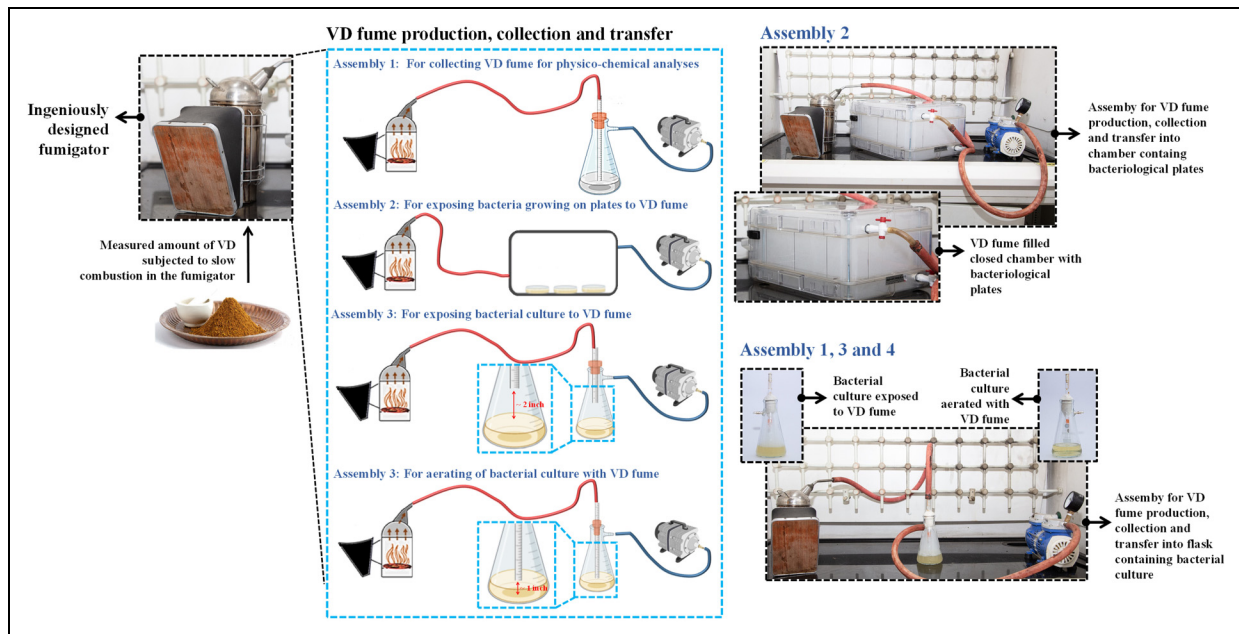 Ingeniously
designed
fumigator
Measured amount of VD
subjected to slow
combustion in the fumigator
VD fume production, collection and transfer
Assembly 1: For collecting VD fume for physico-chemical analyses
Assembly 2: For exposing bacteria growing on plates to VD fume
Assembly 3: For exposing bacterial culture to VD fume
~ 2 inch
Assembly 3: For aerating of bacterial culture with VD fume
~ 1 inch
Assembly 2
Assemby for VD fume
production, collection
and transfer into
chamber containg
bacteriological plates
VD fume filled
closed chamber with
bacteriological
plates
Assembly 1, 3 and 4
Bacterial
culture exposed
to VD fume
Bacterial
culture
aerated with
VD fume
Assemby for VD
fume production,
collection and
transfer into flask
containing bacterial
culture